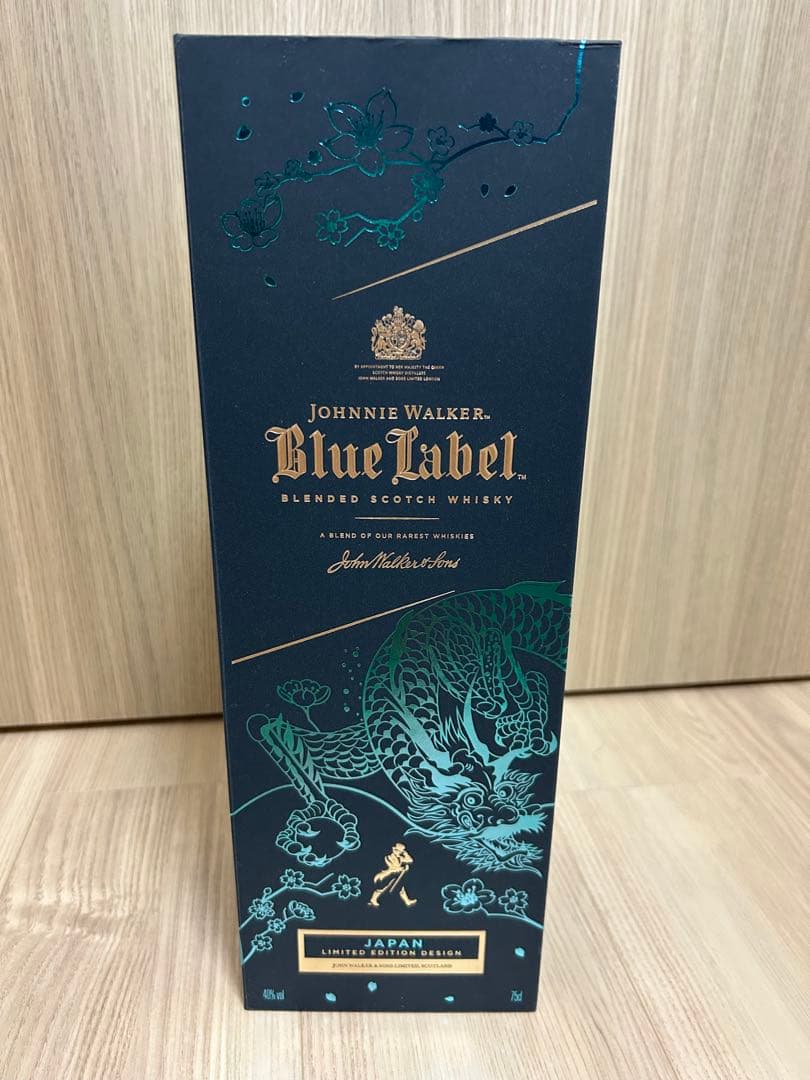 BY APPOINTMENT TO HER MAJESTY THE QUEEN
SCOTCH WHISKY DISTILLERS
JOHN WALKER AND SONS LIMITED LONDON
JOHNNIE WALKER™
Blue Label™
BLENDED SCOTCH WHISKY
A BLEND OF OUR RAREST WHISKIES
John Walker & Sons
JAPAN
LIMITED EDITION DESIGN
JOHN WALKER & SONS LIMITED, SCOTLAND
40% vol
75cl